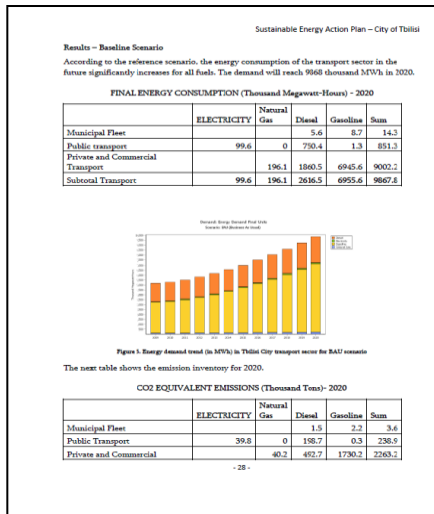 Sustainable Energy Action Plan – City of Tbilisi
Results – Baseline Scenario
According to the reference scenario, the energy consumption of the transport sector in the
future significantly increases for all fuels. The demand will reach 9868 thousand MWh in 2020.
FINAL ENERGY CONSUMPTION (Thousand Megawatt-Hours) - 2020
ELECTRICITY Natural Gas Diesel Gasoline Sum
Municipal Fleet 5.6 8.7 14.3
Public transport 99.6 0 750.4 1.3 851.3
Private and Commercial
Transport 196.1 1860.5 6945.6 9002.2
Subtotal Transport 99.6 196.1 2616.5 6955.6 9867.8
Demand: Energy Demand Final Units
Figure 5. Energy demand trend (in MWh) in Tbilisi City transport sector for BAU scenario
The next table shows the emission inventory for 2020.
CO2 EQUIVALENT EMISSIONS (Thousand Tons)- 2020
ELECTRICITY Natural Gas Diesel Gasoline Sum
Municipal Fleet 1.5 2.2 3.6
Public Transport 39.8 0 198.7 0.3 238.9
Private and Commercial 40.2 492.7 1730.2 2263.2
- 28 -